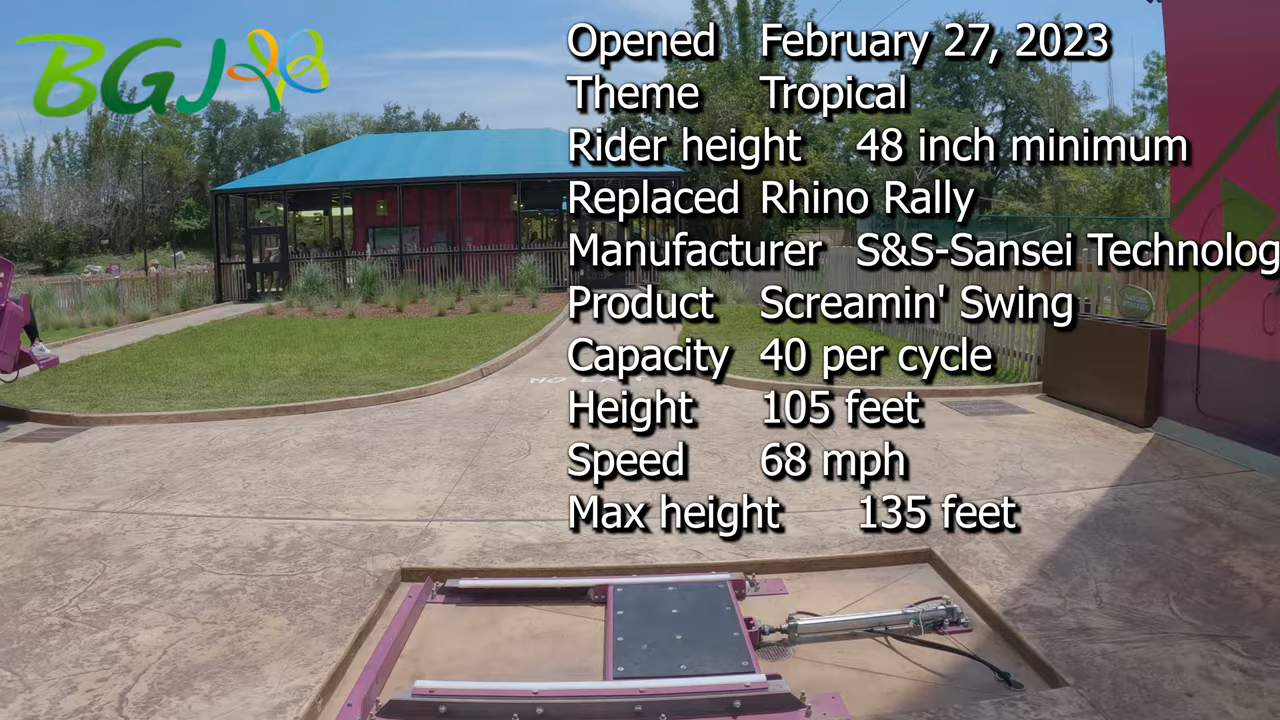 BGJ
Opened February 27, 2023
Theme Tropical
Rider height 48 inch minimum
Replaced Rhino Rally
Manufacturer S&S-Sansei Technolog
Product Screamin' Swing
Capacity 40 per cycle
Height 105 feet
Speed 68 mph
Max height 135 feet